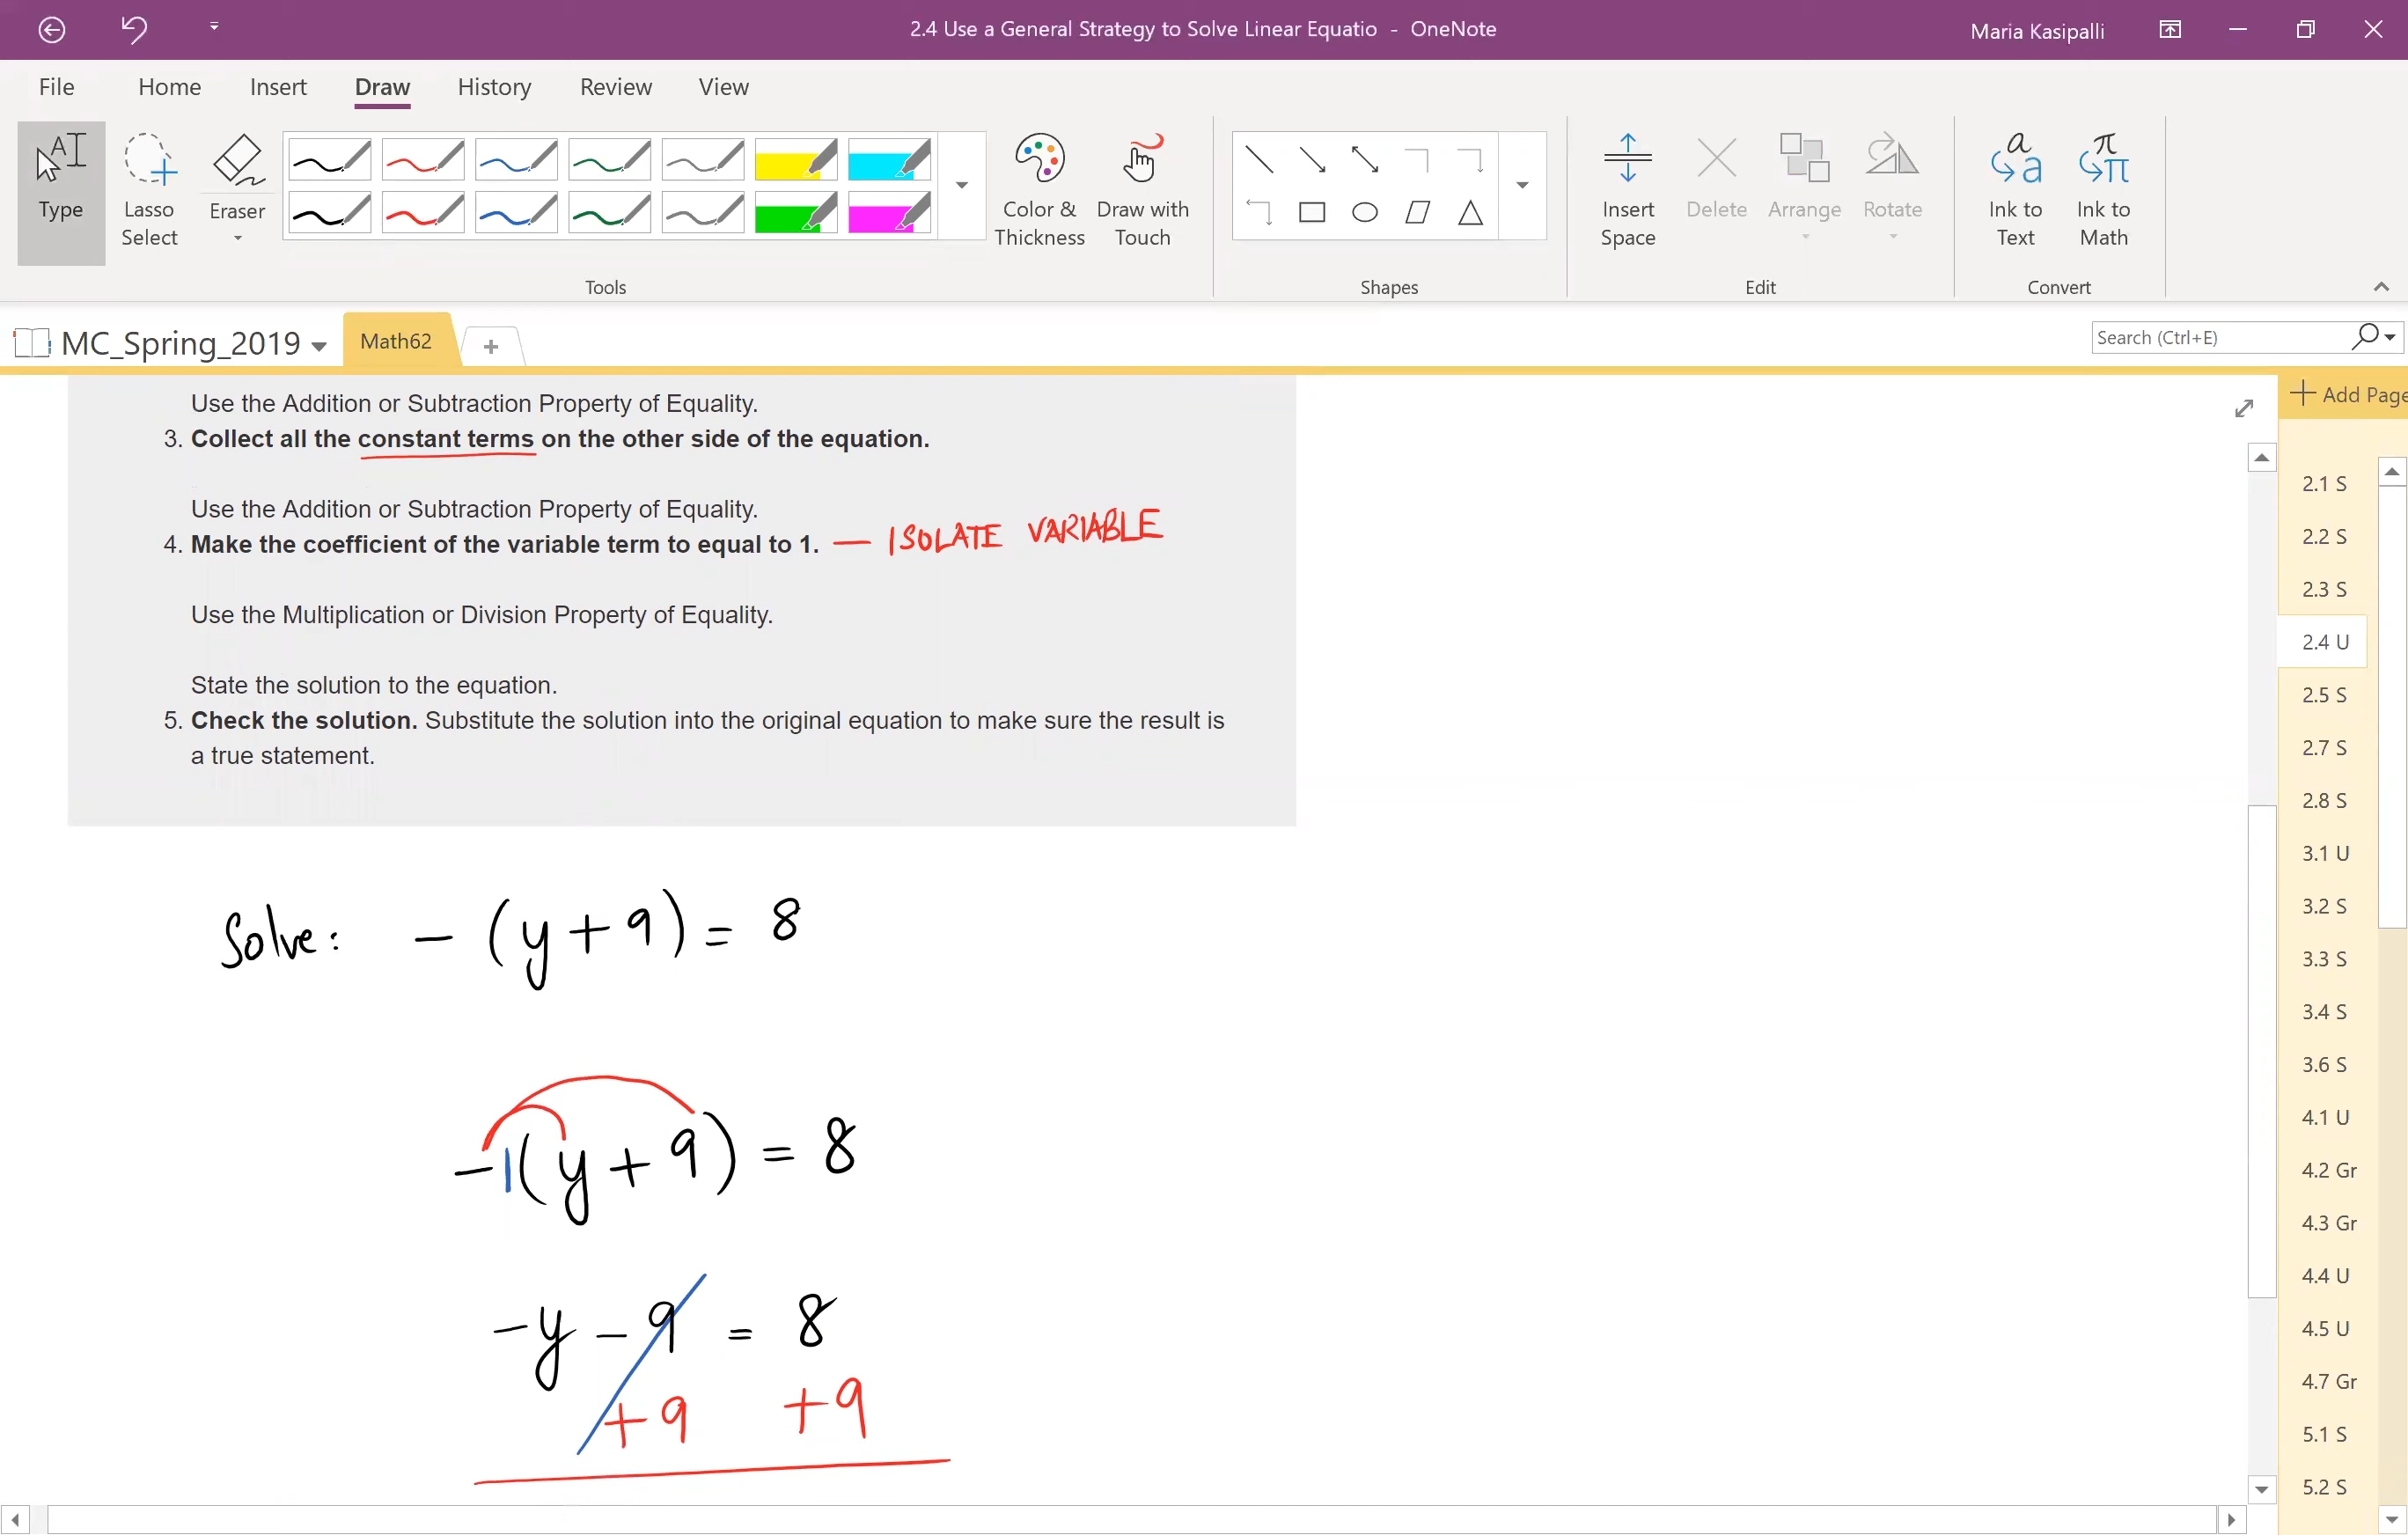 2.4 Use a General Strategy to Solve Linear Equatio - OneNote
Maria Kasipalli
File Home Insert Draw History Review View
Type
Lasso Select
Eraser
Color & Thickness
Draw with Touch
Insert Space
Delete
Arrange
Rotate
Ink to Text
Ink to Math
Tools Shapes Edit Convert
MC_Spring_2019
Math62
Search (Ctrl+E)
Add Page
Use the Addition or Subtraction Property of Equality.
3. Collect all the constant terms on the other side of the equation.
Use the Addition or Subtraction Property of Equality.
4. Make the coefficient of the variable term to equal to 1. — ISOLATE VARIABLE
Use the Multiplication or Division Property of Equality.
State the solution to the equation.
5. Check the solution. Substitute the solution into the original equation to make sure the result is
a true statement.
Solve: -(y+9) = 8
-1(y+9) = 8
-y-9 = 8
+9 +9
2.1 S
2.2 S
2.3 S
2.4 U
2.5 S
2.7 S
2.8 S
3.1 U
3.2 S
3.3 S
3.4 S
3.6 S
4.1 U
4.2 Gr
4.3 Gr
4.4 U
4.5 U
4.7 Gr
5.1 S
5.2 S